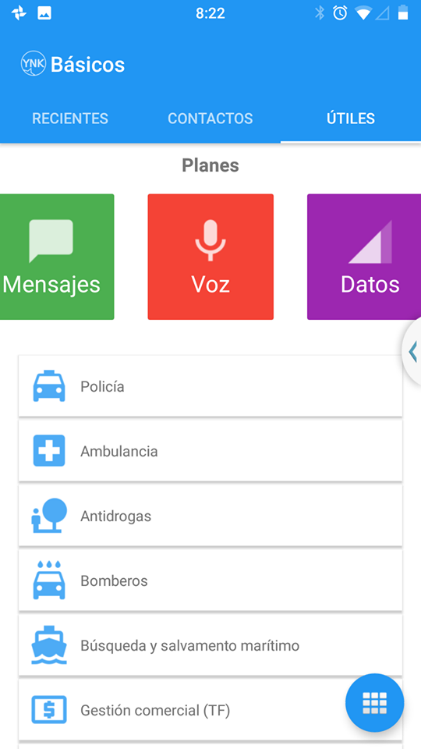 8:22
YNK Básicos
RECIENTES CONTACTOS ÚTILES
Planes
Mensajes Voz Datos
Policía
Ambulancia
Antidrogas
Bomberos
Búsqueda y salvamento marítimo
Gestión comercial (TF)